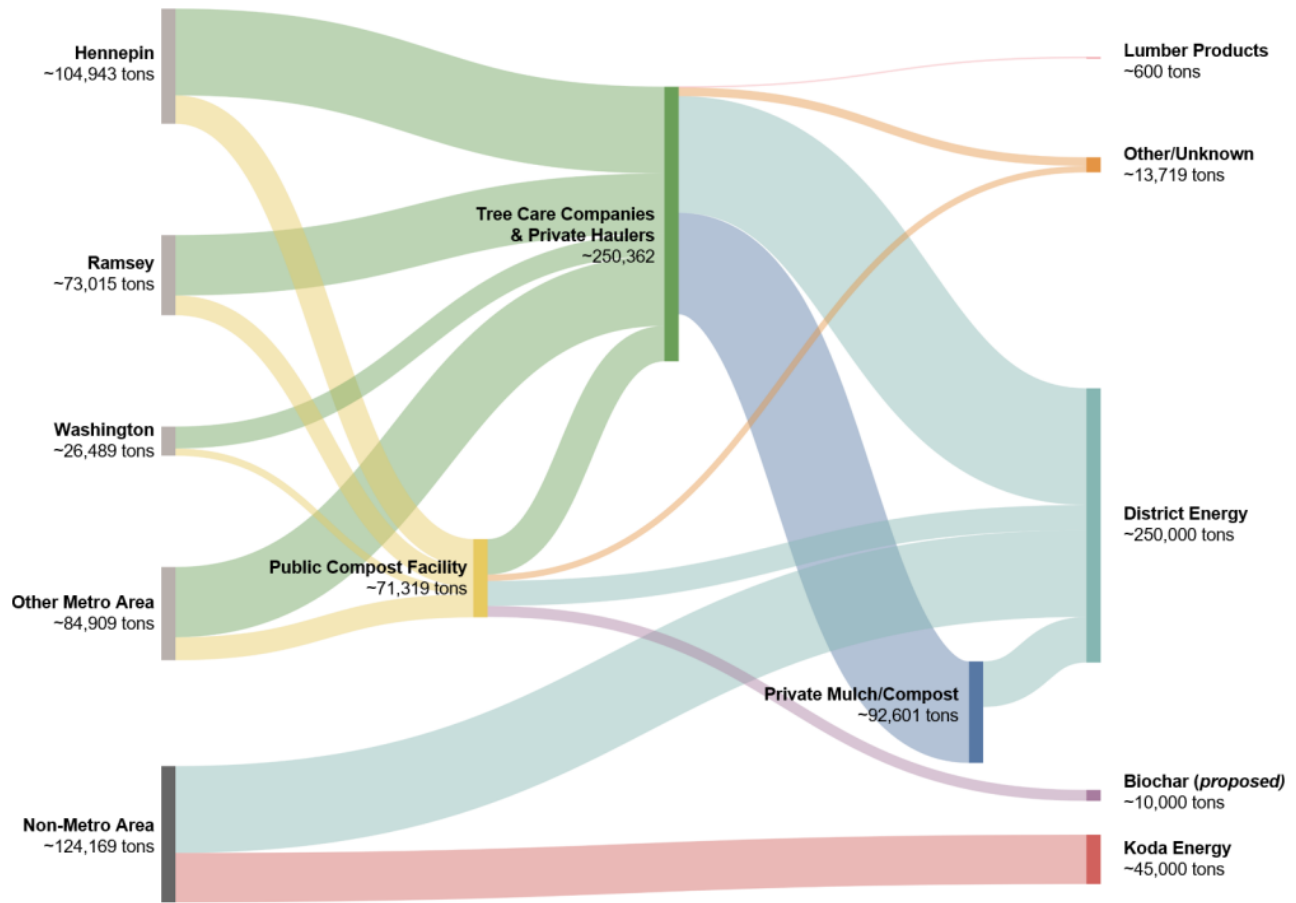 Hennepin
~104,943 tons
Ramsey
~73,015 tons
Washington
~26,489 tons
Other Metro Area
~84,909 tons
Non-Metro Area
~124,169 tons
Public Compost Facility
~71,319 tons
Tree Care Companies
& Private Haulers
~250,362
Private Mulch/Compost
~92,601 tons
Lumber Products
~600 tons
Other/Unknown
~13,719 tons
District Energy
~250,000 tons
Biochar (proposed)
~10,000 tons
Koda Energy
~45,000 tons